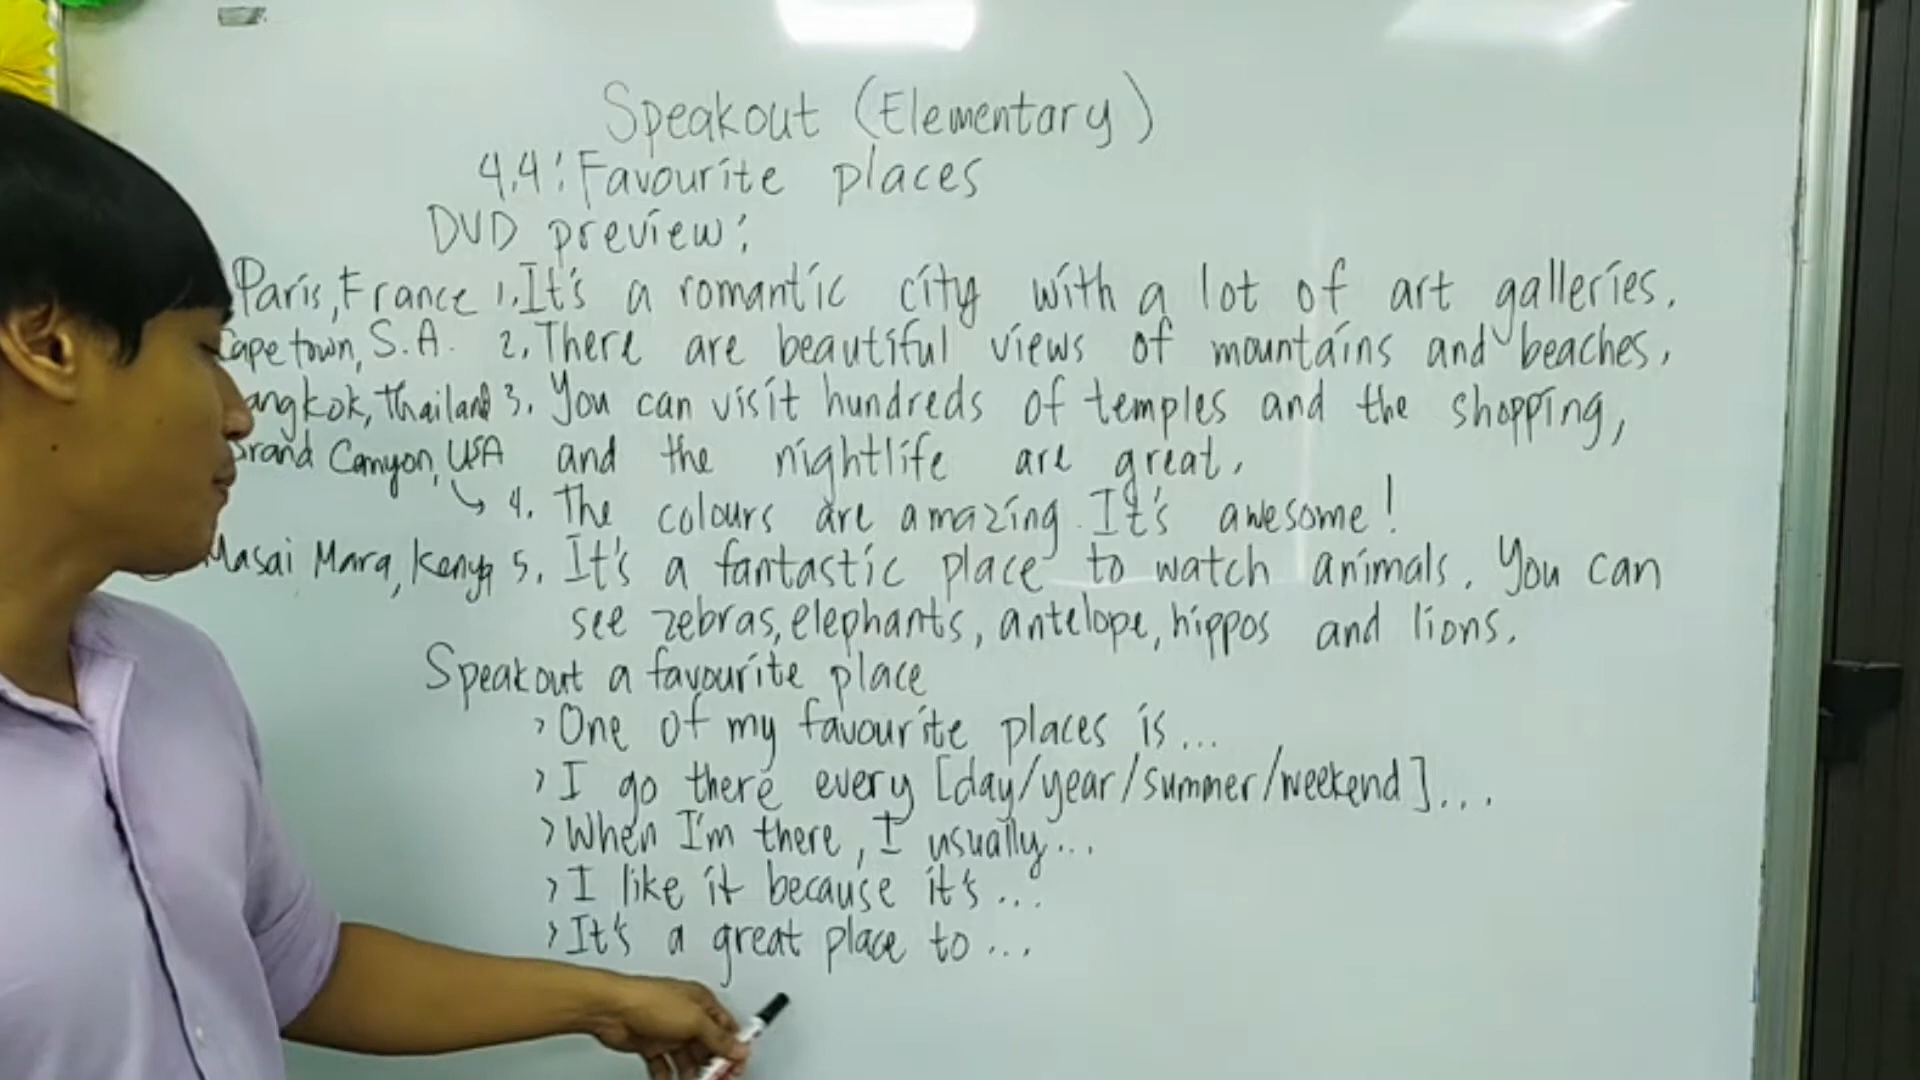 Speakout (Elementary)
4.4: Favourite places
DVD preview:
Paris, France 1. It's a romantic city with a lot of art galleries.
Cape town, S.A. 2. There are beautiful views of mountains and beaches.
angkok, Thailand 3. You can visit hundreds of temples and the shopping,
Grand Canyon, USA and the nightlife are great.
4. The colours are amazing. It's awesome!
Masai Mara, Kenya 5. It's a fantastic place to watch animals. You can
see zebras, elephants, antelope, hippos and lions.
Speakout a favourite place
> One of my favourite places is...
> I go there every [day/year/summer/weekend]...
> When I'm there, I usually...
> I like it because it's...
> It's a great place to...